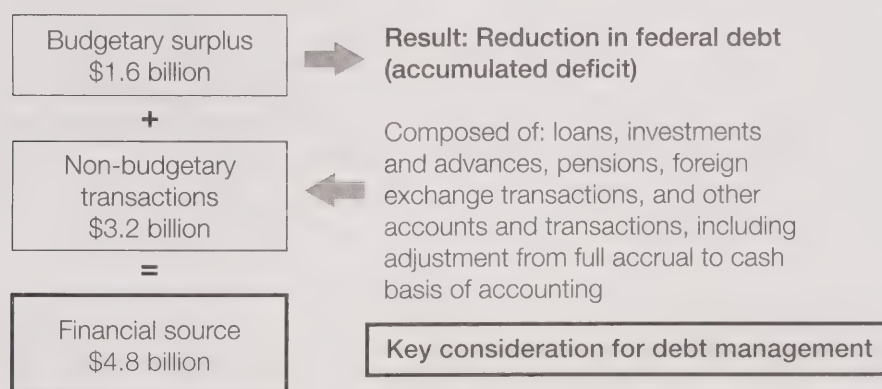 Budgetary surplus
$1.6 billion
Result: Reduction in federal debt
(accumulated deficit)
+
Non-budgetary
transactions
$3.2 billion
Composed of: loans, investments
and advances, pensions, foreign
exchange transactions, and other
accounts and transactions, including
adjustment from full accrual to cash
basis of accounting
=
Financial source
$4.8 billion
Key consideration for debt management